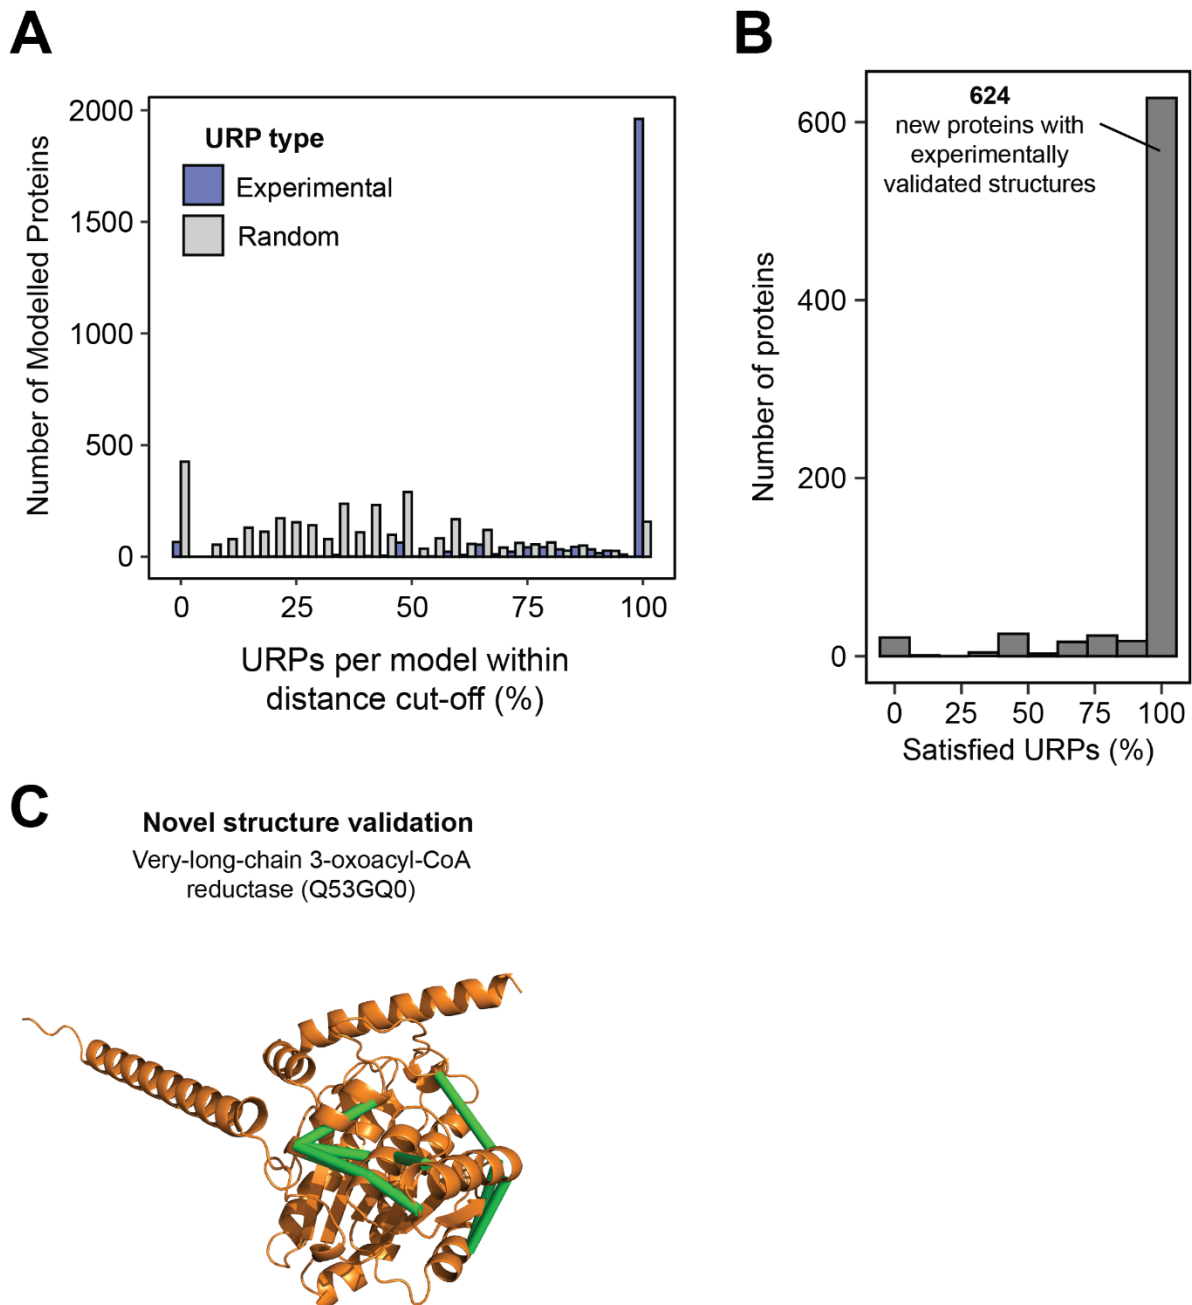 A
2000
1500
1000
500
0
Number of Modelled Proteins
URP type
Experimental
Random
0 25 50 75 100
URPs per model within
distance cut-off (%)
B
600
400
200
0
Number of proteins
624
new proteins with
experimentally
validated structures
0 25 50 75 100
Satisfied URPs (%)
C
Novel structure validation
Very-long-chain 3-oxoacyl-CoA
reductase (Q53GQ0)